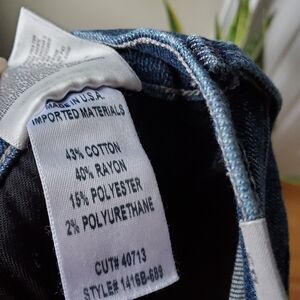 MADE IN U.S.A.
IMPORTED MATERIALS
43% COTTON
40% RAYON
15% POLYESTER
2% POLYURETHANE
CUT# 40713
STYLE# 1416B-689